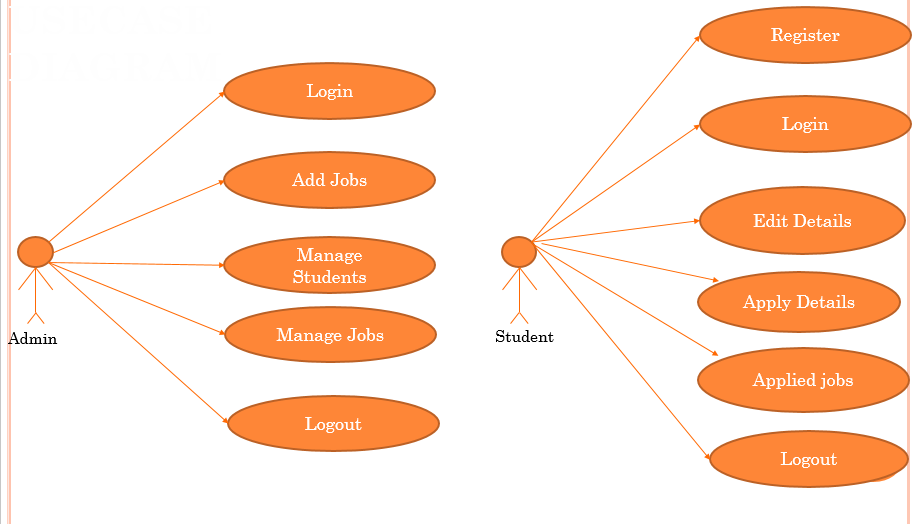 Login
Add Jobs
Manage
Students
Manage Jobs
Logout
Admin
Register
Login
Edit Details
Apply Details
Applied jobs
Logout
Student